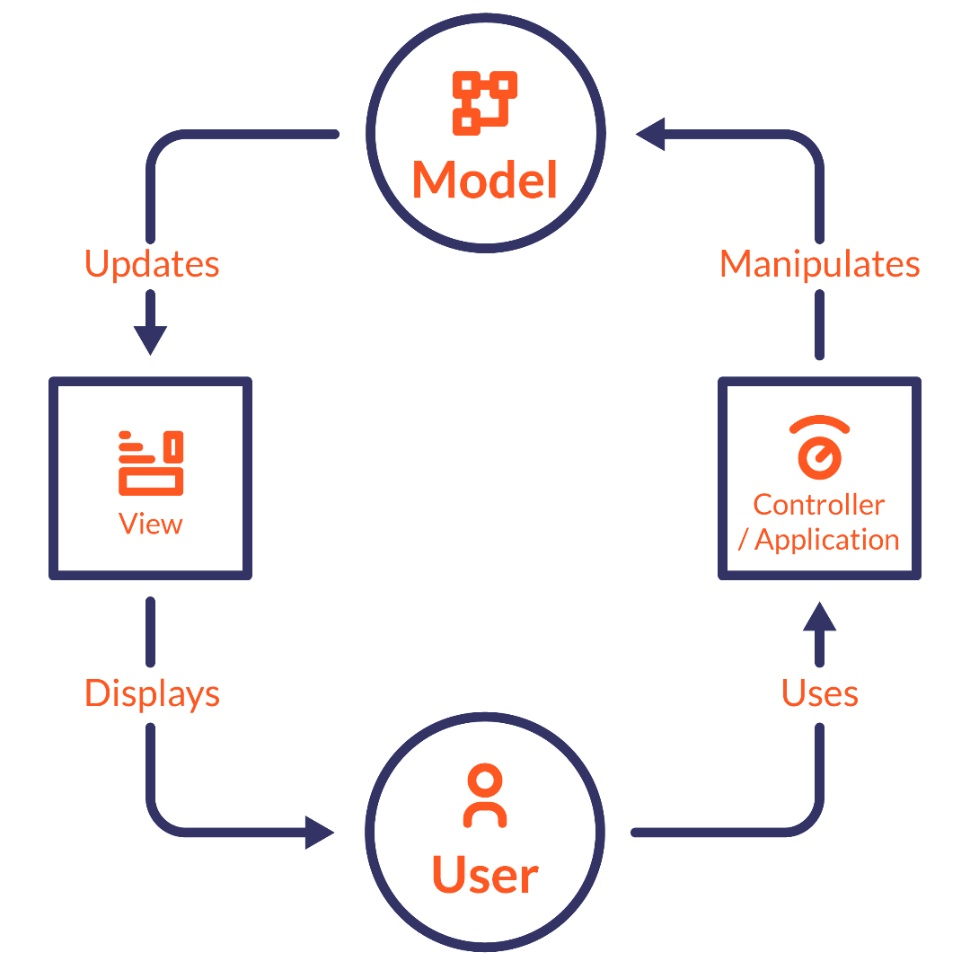 Model
Updates
Manipulates
View
Controller
/ Application
Displays
Uses
User